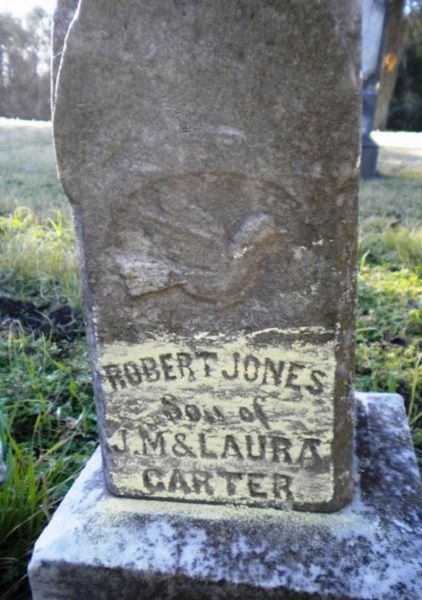 ROBERT JONES
Son of
J.M & LAURA
CARTER